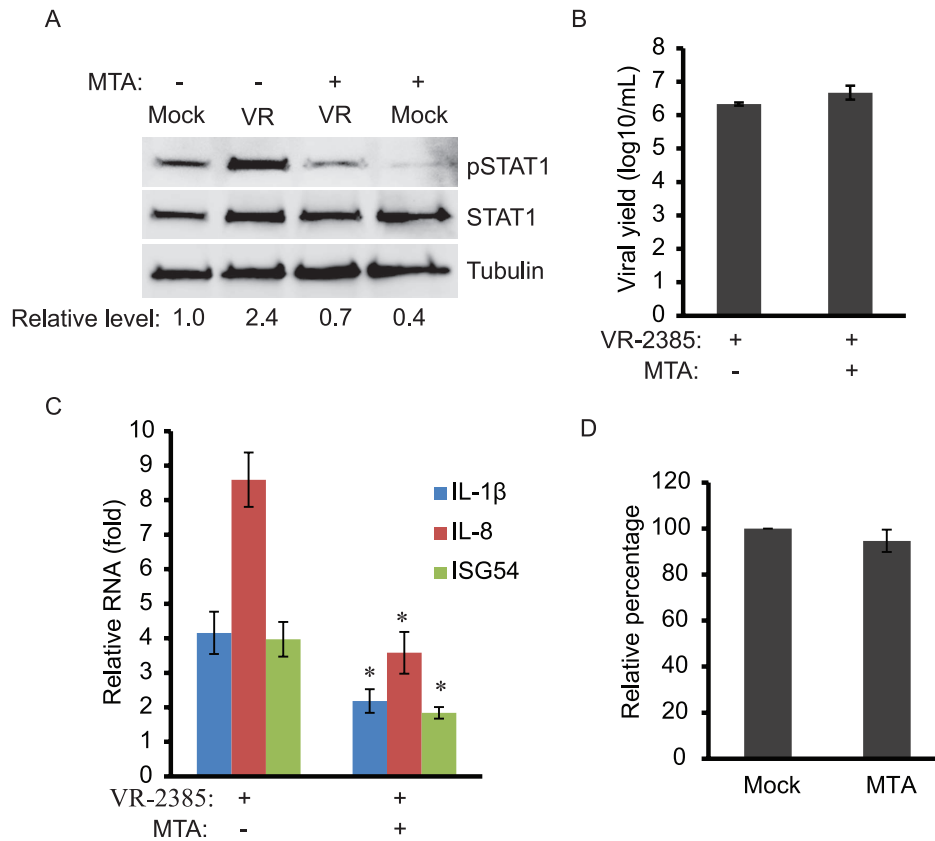 A
MTA: - - + +
Mock VR VR Mock
pSTAT1
STAT1
Tubulin
Relative level: 1.0 2.4 0.7 0.4
B
Viral yield (log10/mL)
8
7
6
5
4
3
2
1
0
VR-2385: + +
MTA: - +
C
Relative RNA (fold)
10
9
8
7
6
5
4
3
2
1
0
IL-1β
IL-8
ISG54
* * *
VR-2385: + +
MTA: - +
D
Relative percentage
120
100
80
60
40
20
0
Mock MTA